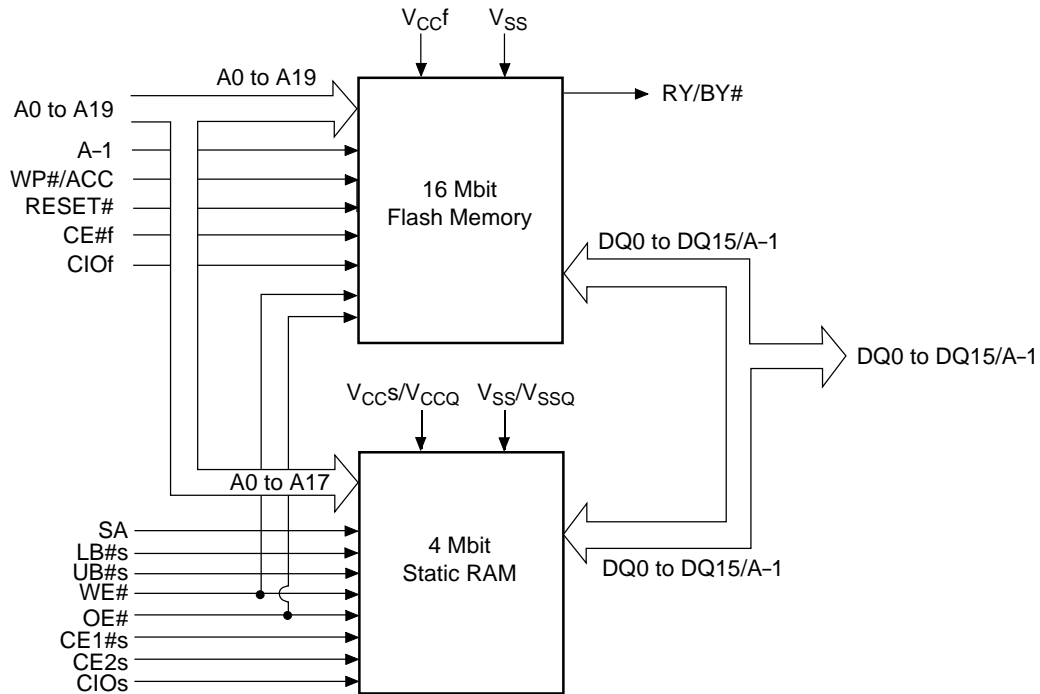 VCCf
VSS
A0 to A19
A0 to A19
RY/BY#
A–1
WP#/ACC
RESET#
CE#f
CIOf
16 Mbit
Flash Memory
DQ0 to DQ15/A–1
DQ0 to DQ15/A–1
VCCs/VCCQ
VSS/VSSQ
A0 to A17
SA
LB#s
UB#s
WE#
OE#
CE1#s
CE2s
CIOs
4 Mbit
Static RAM
DQ0 to DQ15/A–1